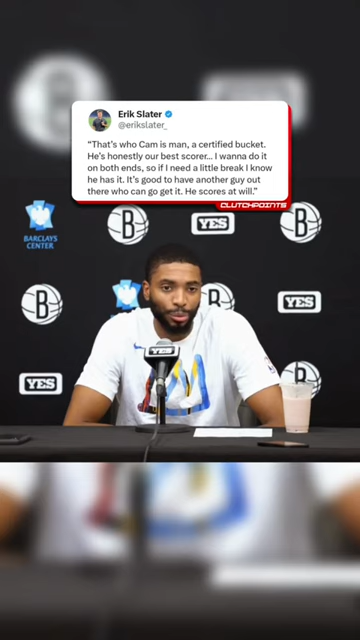 Erik Slater
@erikslater_
“That’s who Cam is man, a certified bucket.
He’s honestly our best scorer... I wanna do it
on both ends, so if I need a little break I know
he has it. It’s good to have another guy out
there who can go get it. He scores at will.”
CLUTCHPOINTS
BARCLAYS
CENTER
B
YES
B
B
YES
B
YES
B
YES